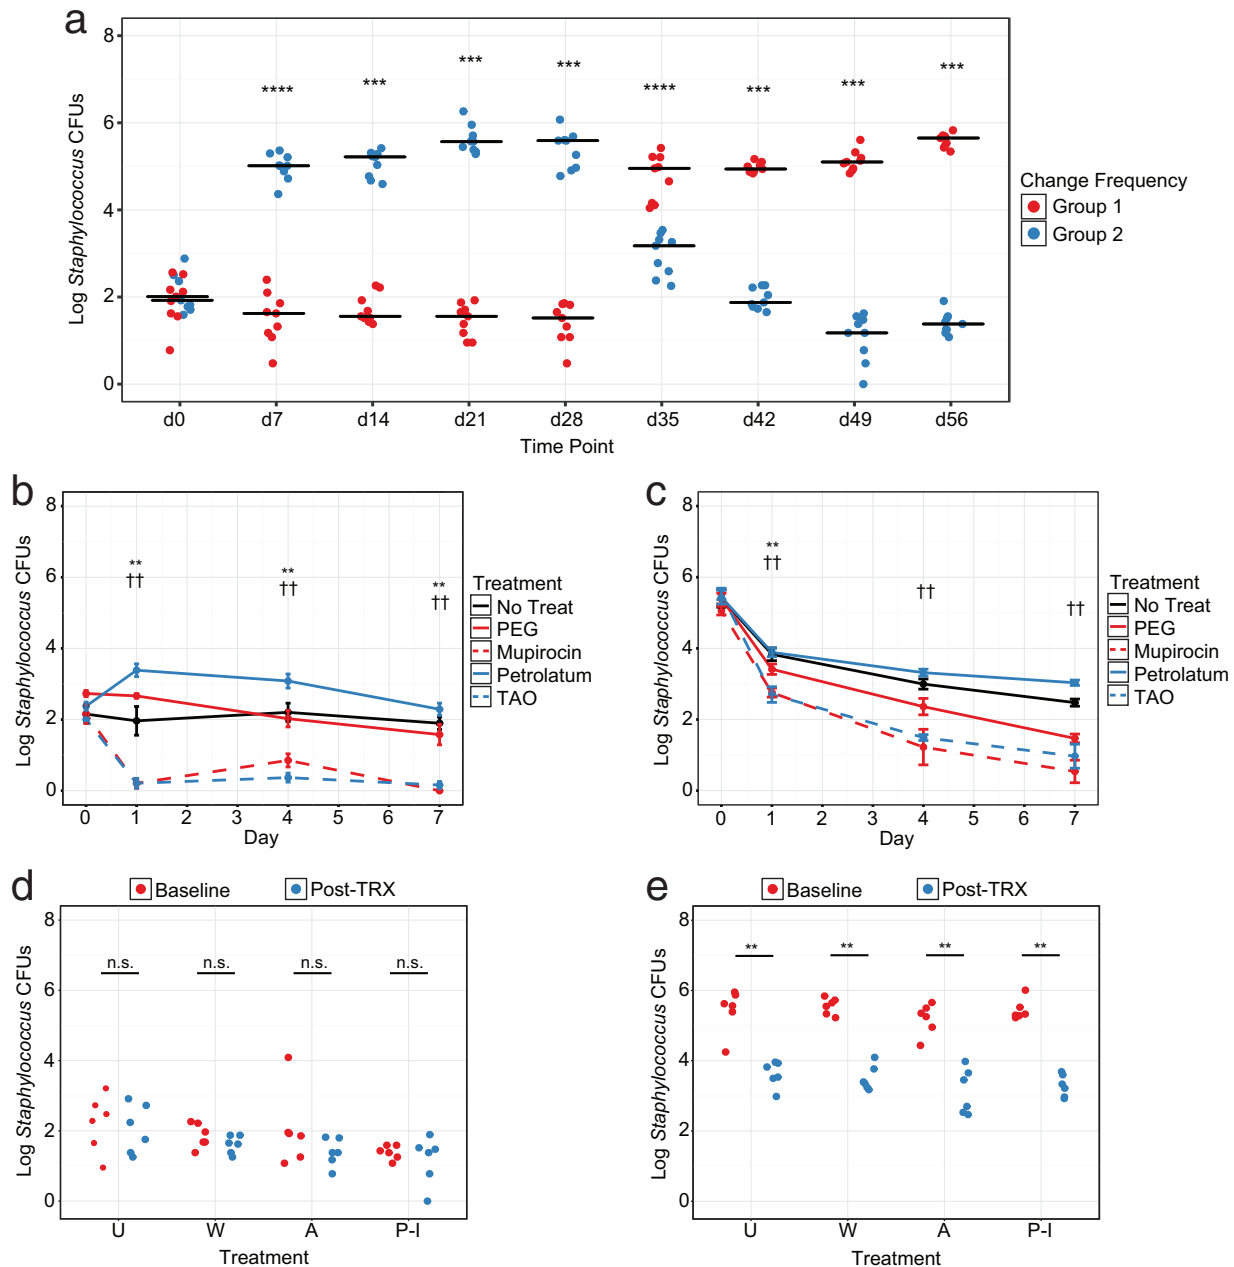 a
Log Staphylococcus CFUs
8
6
4
2
0
**** *** *** *** **** *** *** ***
d0 d7 d14 d21 d28 d35 d42 d49 d56
Time Point
Change Frequency
Group 1
Group 2
b
Log Staphylococcus CFUs
8
6
4
2
0
** ** **
†† †† ††
0 1 2 3 4 5 6 7
Day
Treatment
No Treat
PEG
Mupirocin
Petrolatum
TAO
c
Log Staphylococcus CFUs
8
6
4
2
0
**
†† †† ††
0 1 2 3 4 5 6 7
Day
Treatment
No Treat
PEG
Mupirocin
Petrolatum
TAO
d
Baseline Post-TRX
Log Staphylococcus CFUs
8
6
4
2
0
n.s. n.s. n.s. n.s.
U W A P-I
Treatment
e
Baseline Post-TRX
Log Staphylococcus CFUs
8
6
4
2
0
** ** ** **
U W A P-I
Treatment